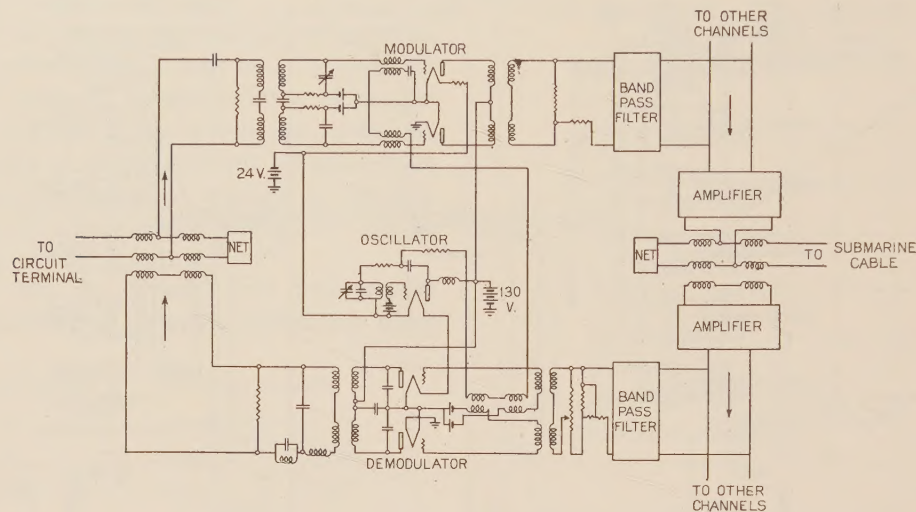 TO OTHER
CHANNELS
MODULATOR
BAND
PASS
FILTER
24 V.
AMPLIFIER
OSCILLATOR
TO
CIRCUIT
TERMINAL
NET
NET
TO
SUBMARINE
CABLE
130
V.
AMPLIFIER
BAND
PASS
FILTER
DEMODULATOR
TO OTHER
CHANNELS